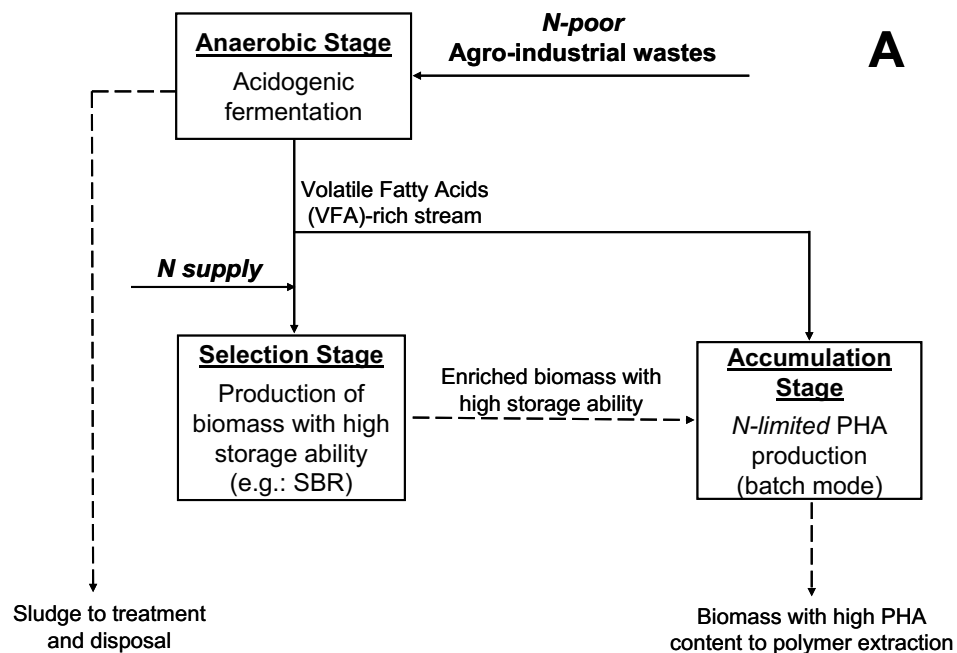 N-poor
Agro-industrial wastes
A
Anaerobic Stage
Acidogenic
fermentation
Volatile Fatty Acids
(VFA)-rich stream
N supply
Selection Stage
Production of
biomass with high
storage ability
(e.g.: SBR)
Enriched biomass with
high storage ability
Accumulation
Stage
N-limited PHA
production
(batch mode)
Sludge to treatment
and disposal
Biomass with high PHA
content to polymer extraction